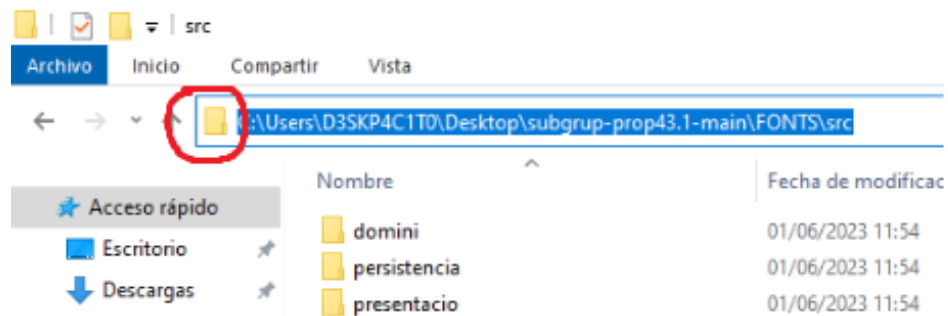 src
Archivo Inicio Compartir Vista
:\Users\D3SKP4C1T0\Desktop\subgrup-prop43.1-main\FONTS\src
Nombre Fecha de modificac
Acceso rápido
Escritorio
Descargas
domini 01/06/2023 11:54
persistencia 01/06/2023 11:54
presentacio 01/06/2023 11:54